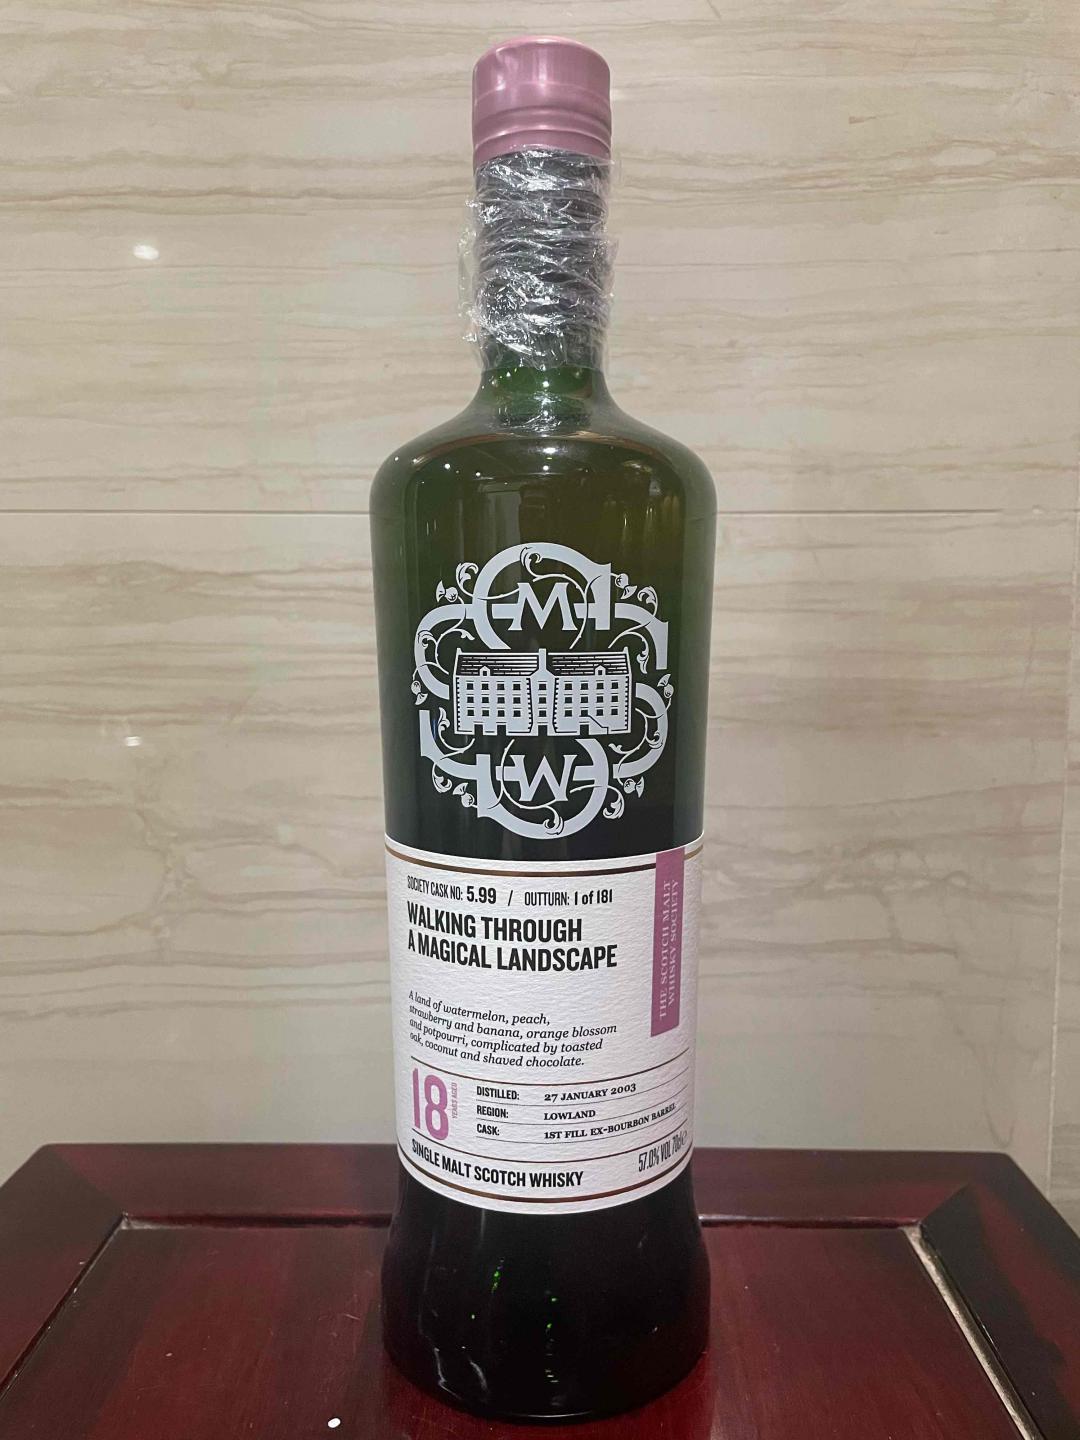 M
W
SOCIETY CASK NO: 5.99 / OUTTURN: 1 of 181
WALKING THROUGH
A MAGICAL LANDSCAPE
THE SCOTCH MALT
WHISKY SOCIETY
A land of watermelon, peach,
strawberry and banana, orange blossom
and potpourri, complicated by toasted
oak, coconut and shaved chocolate.
18
YEARS AGED
DISTILLED: 27 JANUARY 2003
REGION: LOWLAND
CASK: 1ST FILL EX-BOURBON BARREL
SINGLE MALT SCOTCH WHISKY
57.0% VOL 70cl ℮